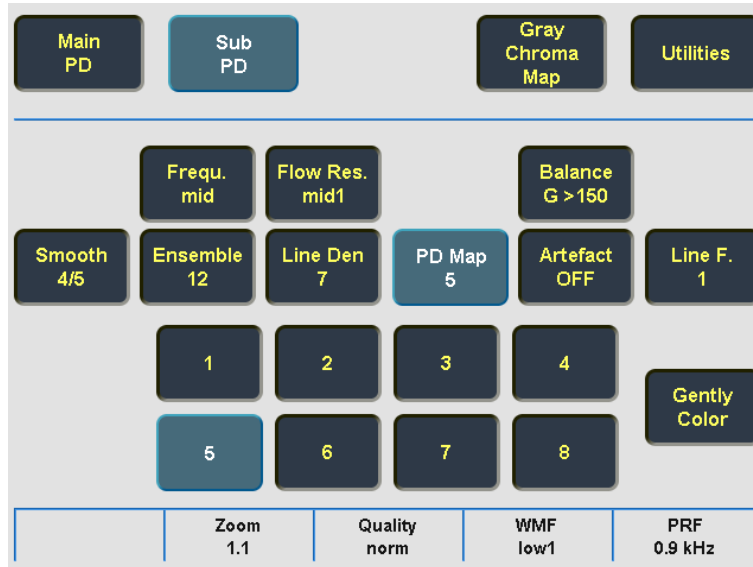 Main
PD
Sub
PD
Gray
Chroma
Map
Utilities
Frequ.
mid
Flow Res.
mid1
Balance
G >150
Smooth
4/5
Ensemble
12
Line Den
7
PD Map
5
Artefact
OFF
Line F.
1
1
2
3
4
Gently
Color
5
6
7
8
Zoom
1.1
Quality
norm
WMF
low1
PRF
0.9 kHz